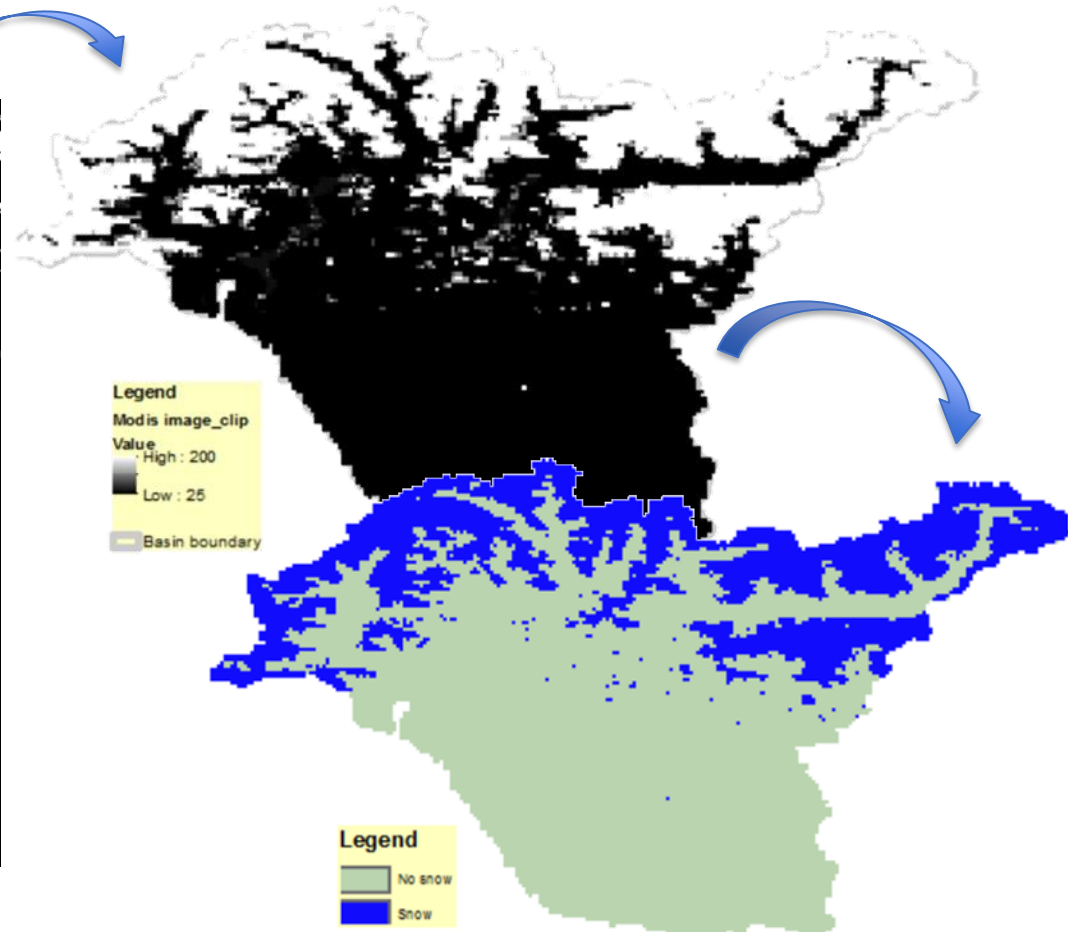 Legend
Modis image_clip
Value
High : 200
Low : 25
Basin boundary
Legend
No snow
Snow